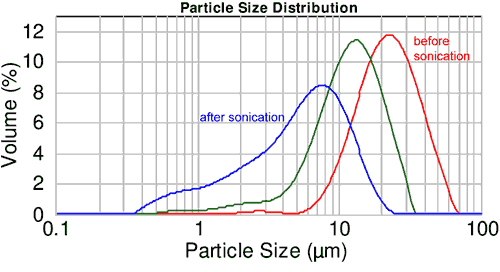 Particle Size Distribution
12
10
8
6
4
2
0
Volume (%)
before
sonication
after sonication
0.1 1 10 100
Particle Size (µm)